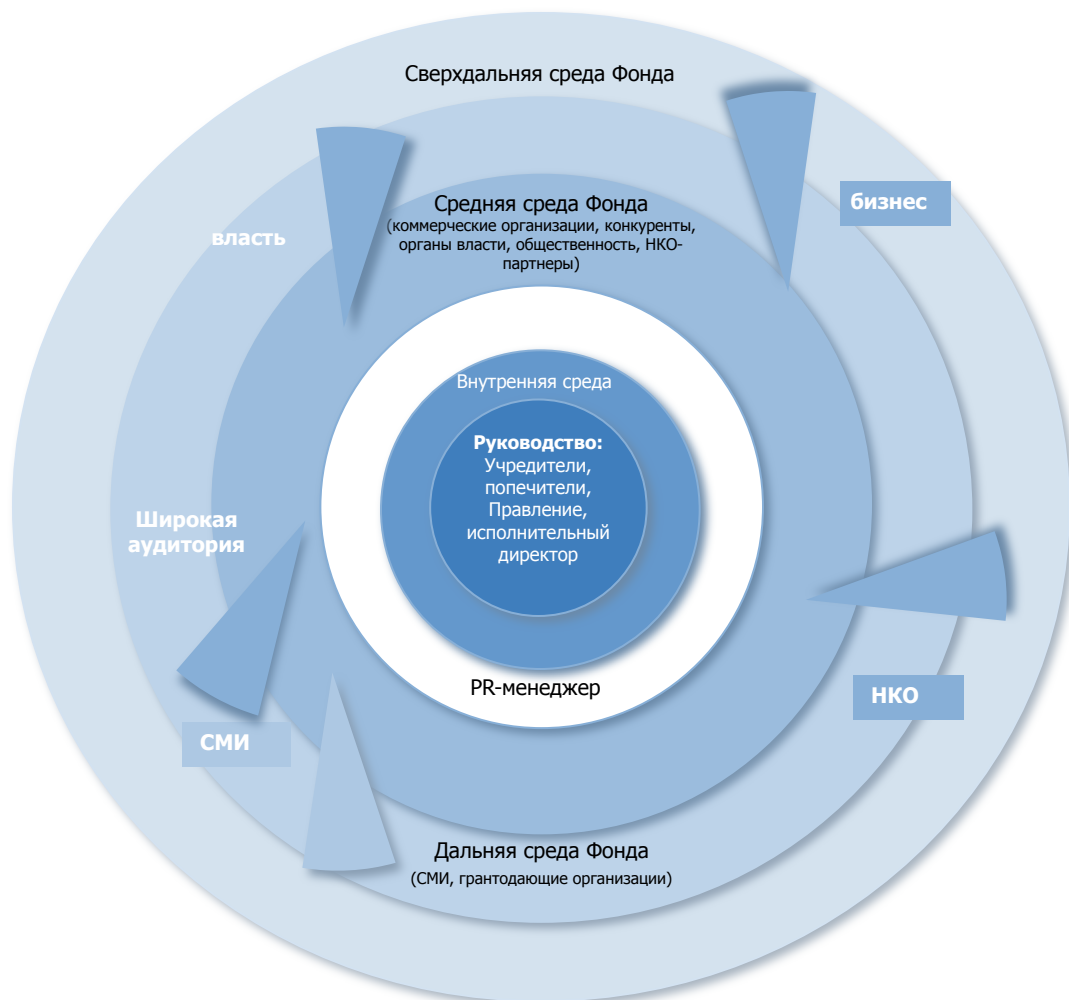 Сверхдальняя среда Фонда
бизнес
Средняя среда Фонда
(коммерческие организации, конкуренты,
органы власти, общественность, НКО-
партнеры)
власть
Внутренняя среда
Руководство:
Учредители,
попечители,
Правление,
исполнительный
директор
Широкая
аудитория
PR-менеджер
НКО
СМИ
Дальняя среда Фонда
(СМИ, грантодающие организации)